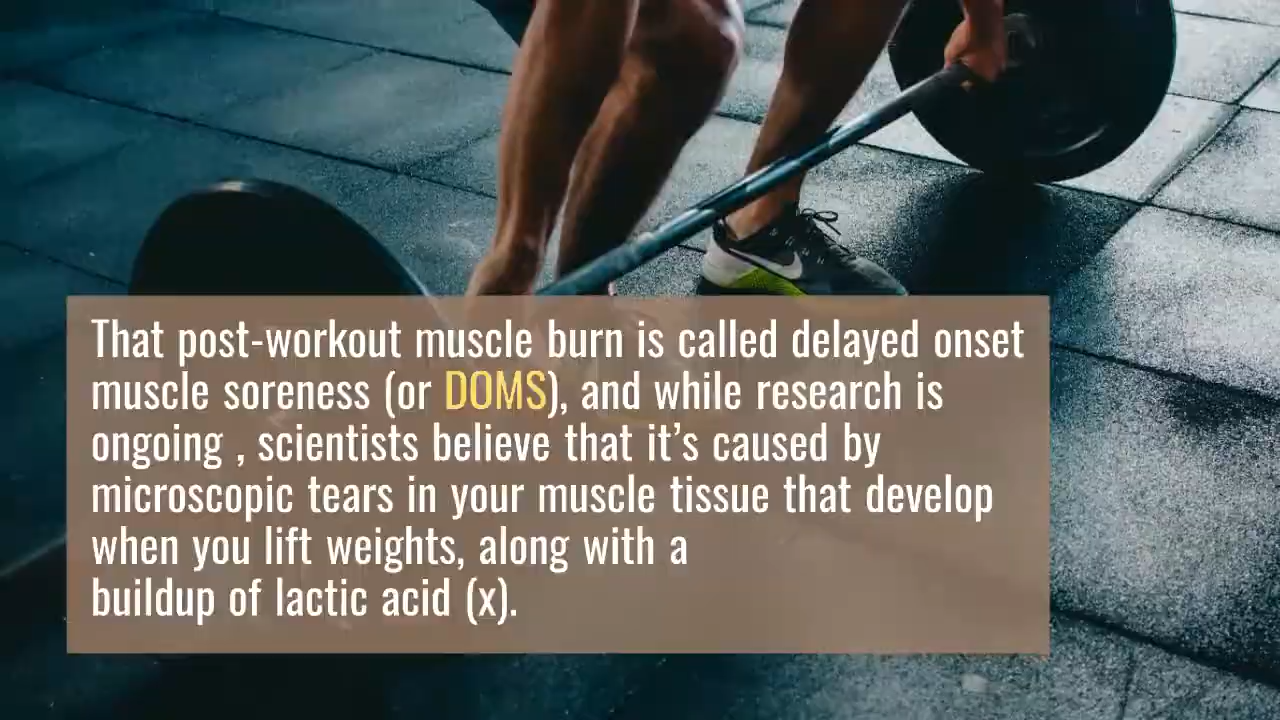 That post-workout muscle burn is called delayed onset
muscle soreness (or DOMS), and while research is
ongoing , scientists believe that it’s caused by
microscopic tears in your muscle tissue that develop
when you lift weights, along with a
buildup of lactic acid (x).